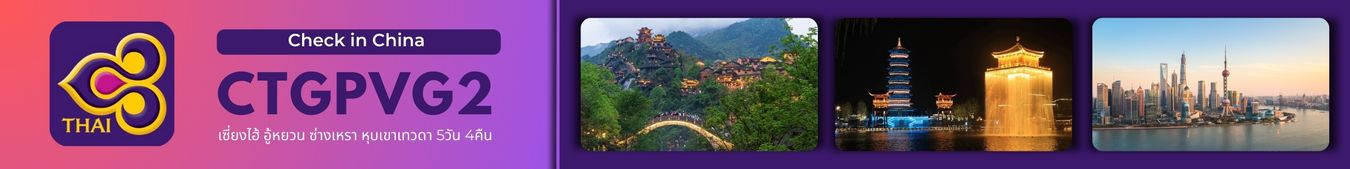 THAI
Check in China
CTGPVG2
เซี่ยงไฮ้ อู้หยวน ซ่างเหรา หุบเขาเทวดา 5วัน 4คืน